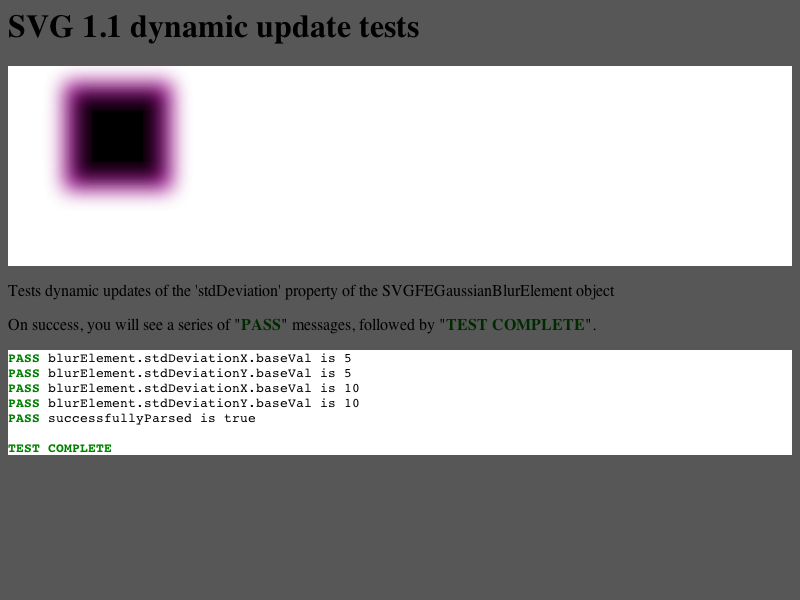 SVG 1.1 dynamic update tests
Tests dynamic updates of the 'stdDeviation' property of the SVGFEGaussianBlurElement object
On success, you will see a series of "PASS" messages, followed by "TEST COMPLETE".
PASS blurElement.stdDeviationX.baseVal is 5
PASS blurElement.stdDeviationY.baseVal is 5
PASS blurElement.stdDeviationX.baseVal is 10
PASS blurElement.stdDeviationY.baseVal is 10
PASS successfullyParsed is true
TEST COMPLETE